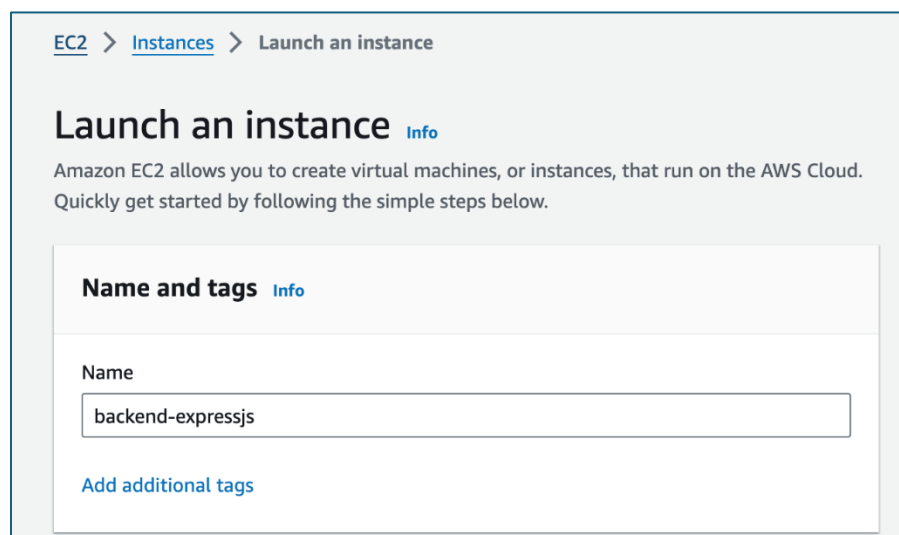 EC2 > Instances > Launch an instance
Launch an instance Info
Amazon EC2 allows you to create virtual machines, or instances, that run on the AWS Cloud.
Quickly get started by following the simple steps below.
Name and tags Info
Name
backend-expressjs
Add additional tags